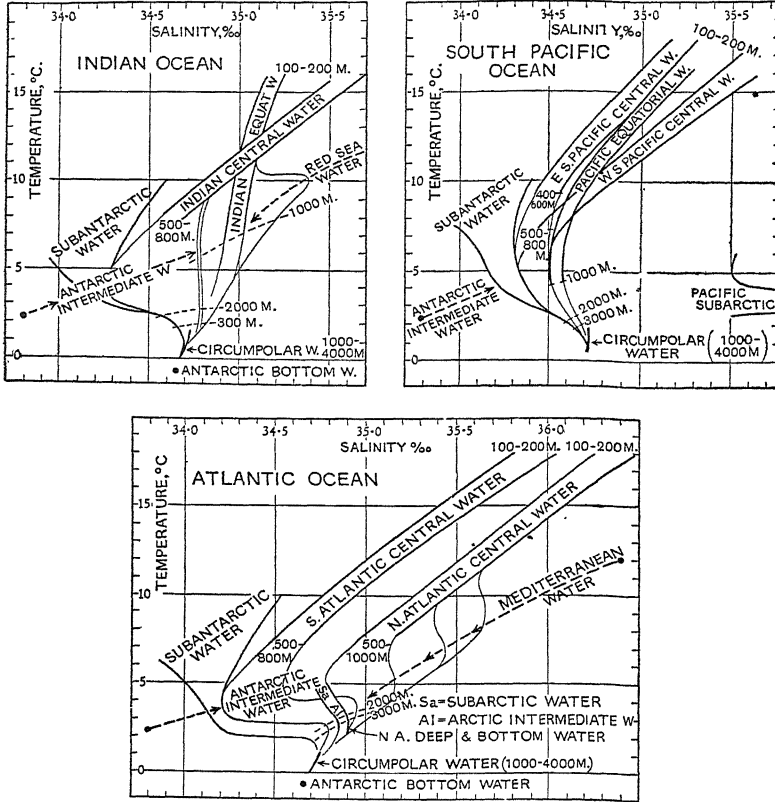 34·0 34·5 35·0
SALINITY,‰
INDIAN OCEAN
100-200 M.
TEMPERATURE, °C.
15
10
5
0
EQUAT W
INDIAN
INDIAN CENTRAL WATER
RED SEA
WATER
SUBANTARCTIC
WATER
500-
800M.
1000 M.
ANTARCTIC
INTERMEDIATE W
2000 M.
300 M.
CIRCUMPOLAR W.
1000-
4000M
ANTARCTIC BOTTOM W.
34·0 34·5 35·0 35·5
SALINITY,‰
SOUTH PACIFIC
OCEAN
100-200 M.
TEMPERATURE, °C.
15
10
5
0
E S. PACIFIC CENTRAL W.
PACIFIC EQUATORIAL W.
W S PACIFIC CENTRAL W.
SUBANTARCTIC
WATER
400-
600M
500-
800
M.
1000 M.
ANTARCTIC
INTERMEDIATE
WATER
2000 M.
3000 M.
PACIFIC
SUBARCTIC
CIRCUMPOLAR
WATER
(1000-
4000M)
34·0 34·5 35·0 35·5 36·0
SALINITY ‰
100-200M. 100-200M.
ATLANTIC OCEAN
TEMPERATURE, °C
15
10
5
0
S. ATLANTIC CENTRAL WATER
N. ATLANTIC CENTRAL WATER
MEDITERRANEAN
WATER
SUBANTARCTIC
WATER
500-
800M
500-
1000M.
ANTARCTIC
INTERMEDIATE
WATER
Sa
AI
2000M.
3000M.
Sa=SUBARCTIC WATER
AI=ARCTIC INTERMEDIATE W
N A. DEEP & BOTTOM WATER
CIRCUMPOLAR WATER (1000-4000M.)
ANTARCTIC BOTTOM WATER